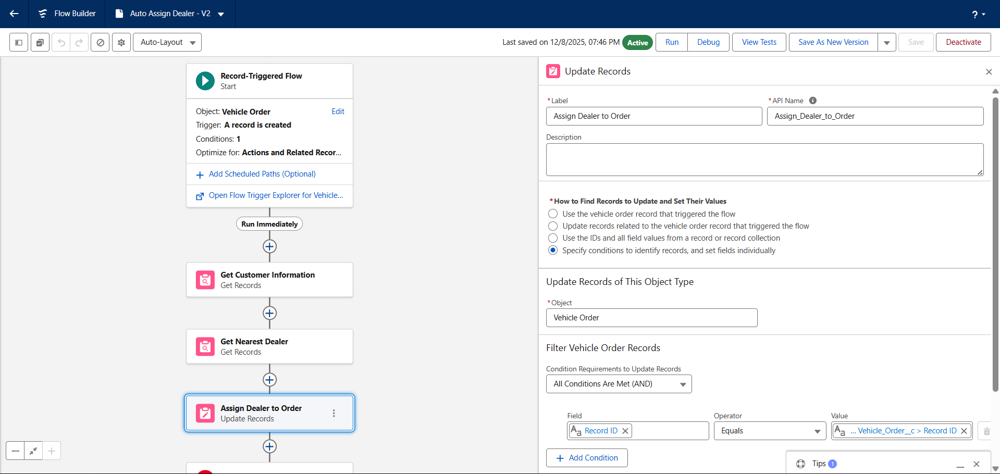 Flow Builder
Auto Assign Dealer - V2
?
Auto-Layout
Last saved on 12/8/2025, 07:46 PM
Active
Run
Debug
View Tests
Save As New Version
Save
Deactivate
Record-Triggered Flow
Start
Object: Vehicle Order
Edit
Trigger: A record is created
Conditions: 1
Optimize for: Actions and Related Recor...
Add Scheduled Paths (Optional)
Open Flow Trigger Explorer for Vehicle...
Run Immediately
Get Customer Information
Get Records
Get Nearest Dealer
Get Records
Assign Dealer to Order
Update Records
Update Records
* Label
Assign Dealer to Order
* API Name
Assign_Dealer_to_Order
Description
* How to Find Records to Update and Set Their Values
Use the vehicle order record that triggered the flow
Update records related to the vehicle order record that triggered the flow
Use the IDs and all field values from a record or record collection
Specify conditions to identify records, and set fields individually
Update Records of This Object Type
* Object
Vehicle Order
Filter Vehicle Order Records
Condition Requirements to Update Records
All Conditions Are Met (AND)
Field
Aa Record ID
Operator
Equals
Value
Aa ... Vehicle_Order__c > Record ID
+ Add Condition
Tips 1